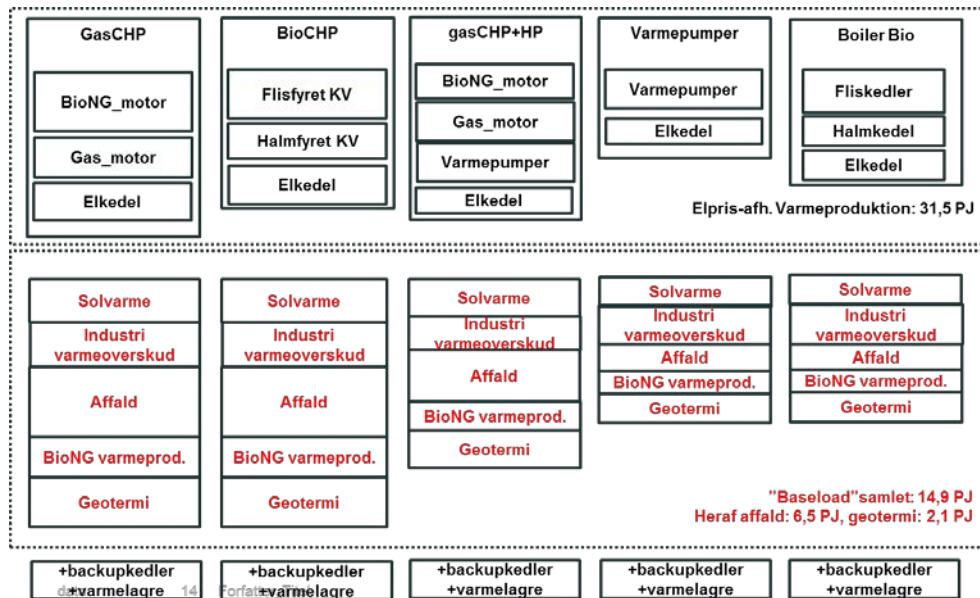 GasCHP
BioNG_motor
Gas_motor
Elkedel
BioCHP
Flisfyret KV
Halmfyret KV
Elkedel
gasCHP+HP
BioNG_motor
Gas_motor
Varmepumper
Elkedel
Varmepumper
Varmepumper
Elkedel
Boiler Bio
Fliskedler
Halmkedel
Elkedel
Elpris-afh. Varmeproduktion: 31,5 PJ
Solvarme
Industri
varmeoverskud
Affald
BioNG varmeprod.
Geotermi
Solvarme
Industri
varmeoverskud
Affald
BioNG varmeprod.
Geotermi
Solvarme
Industri
varmeoverskud
Affald
BioNG varmeprod.
Geotermi
Solvarme
Industri
varmeoverskud
Affald
BioNG varmeprod.
Geotermi
Solvarme
Industri
varmeoverskud
Affald
BioNG varmeprod.
Geotermi
"Baseload"samlet: 14,9 PJ
Heraf affald: 6,5 PJ, geotermi: 2,1 PJ
+backupkedler
+varmelagre
+backupkedler
+varmelagre
+backupkedler
+varmelagre
+backupkedler
+varmelagre
+backupkedler
+varmelagre
14